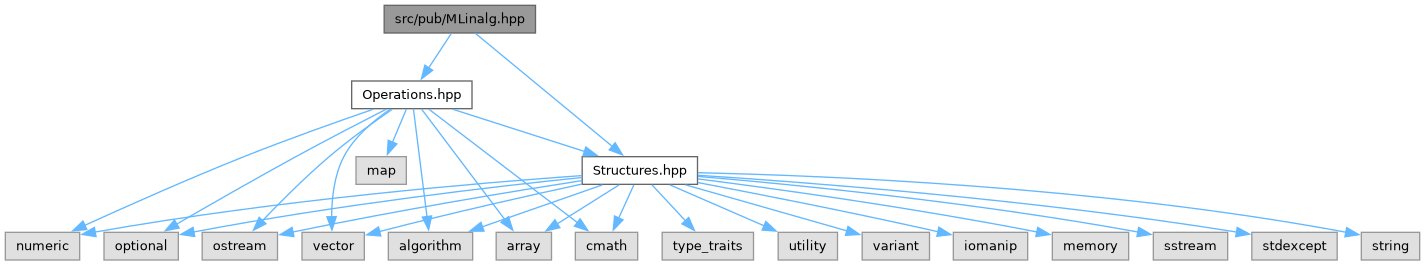 src/pub/MLinalg.hpp
Operations.hpp
map
Structures.hpp
numeric
optional
ostream
vector
algorithm
array
cmath
type_traits
utility
variant
iomanip
memory
sstream
stdexcept
string